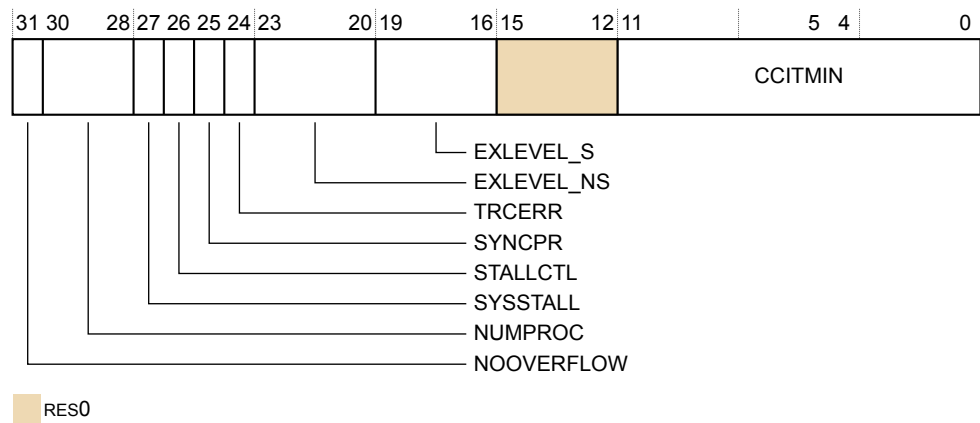 31 30 28 27 26 25 24 23 20 19 16 15 12 11 5 4 0
CCITMIN
EXLEVEL_S
EXLEVEL_NS
TRCERR
SYNCPR
STALLCTL
SYSSTALL
NUMPROC
NOOVERFLOW
RES0